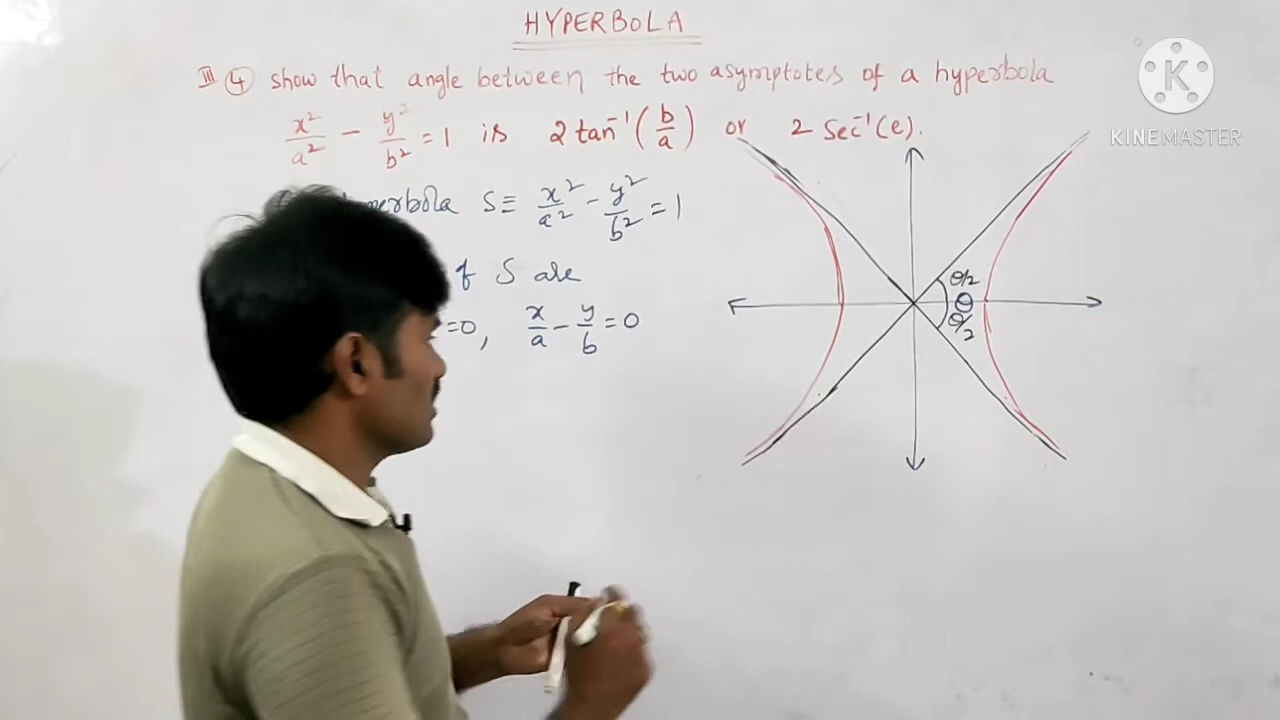 HYPERBOLA
III ④ show that angle between the two asymptotes of a hyperbola
x²/a² - y²/b² = 1 is 2 tan⁻¹(b/a) or 2 Sec⁻¹(e).
S ≡ x²/a² - y²/b² = 1
of S are
=0, x/a - y/b = 0
θ/2
θ
θ/2
K
KINEMASTER